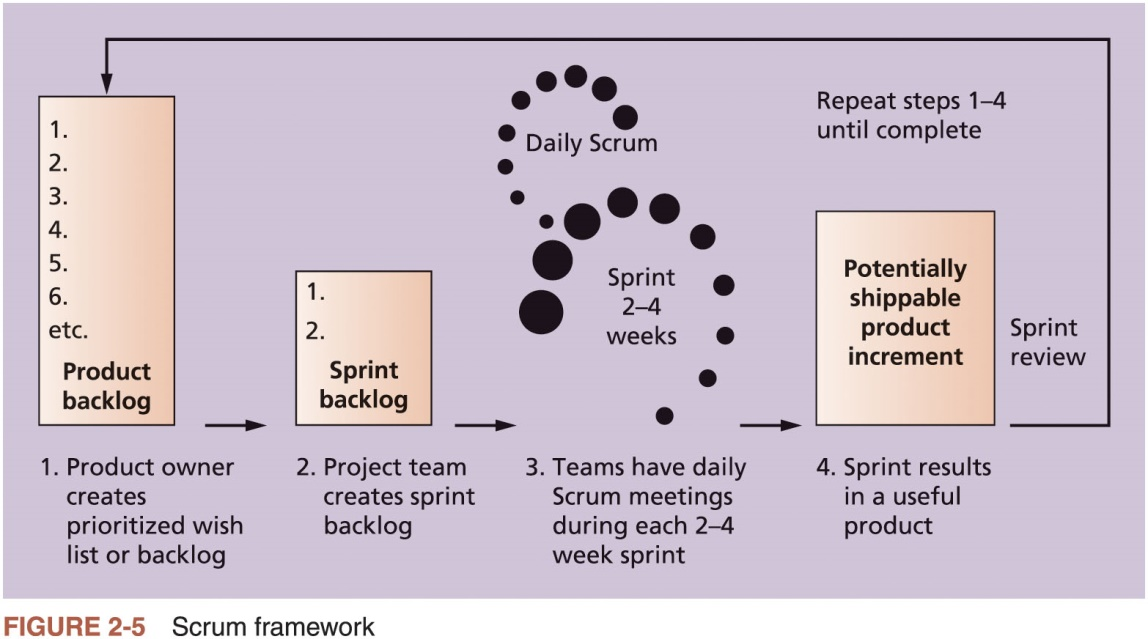 1.
2.
3.
4.
5.
6.
etc.
Product
backlog
1.
2.
Sprint
backlog
Daily Scrum
Sprint
2–4
weeks
Repeat steps 1–4
until complete
Potentially
shippable
product
increment
Sprint
review
1. Product owner
creates
prioritized wish
list or backlog
2. Project team
creates sprint
backlog
3. Teams have daily
Scrum meetings
during each 2–4
week sprint
4. Sprint results
in a useful
product
FIGURE 2-5 Scrum framework